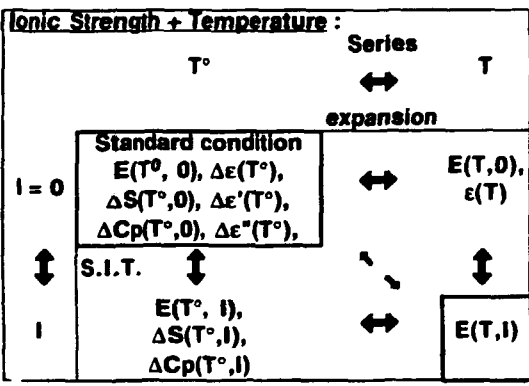 Ionic Strength + Temperature :
Series
T° ⟷ T
expansion
Standard condition
E(T⁰, 0), Δε(T°),
I = 0
ΔS(T°,0), Δε'(T°),
ΔCp(T°,0), Δε"(T°),
E(T,0),
ε(T)
S.I.T.
I
E(T°, I),
ΔS(T°,I),
ΔCp(T°,I)
E(T,I)